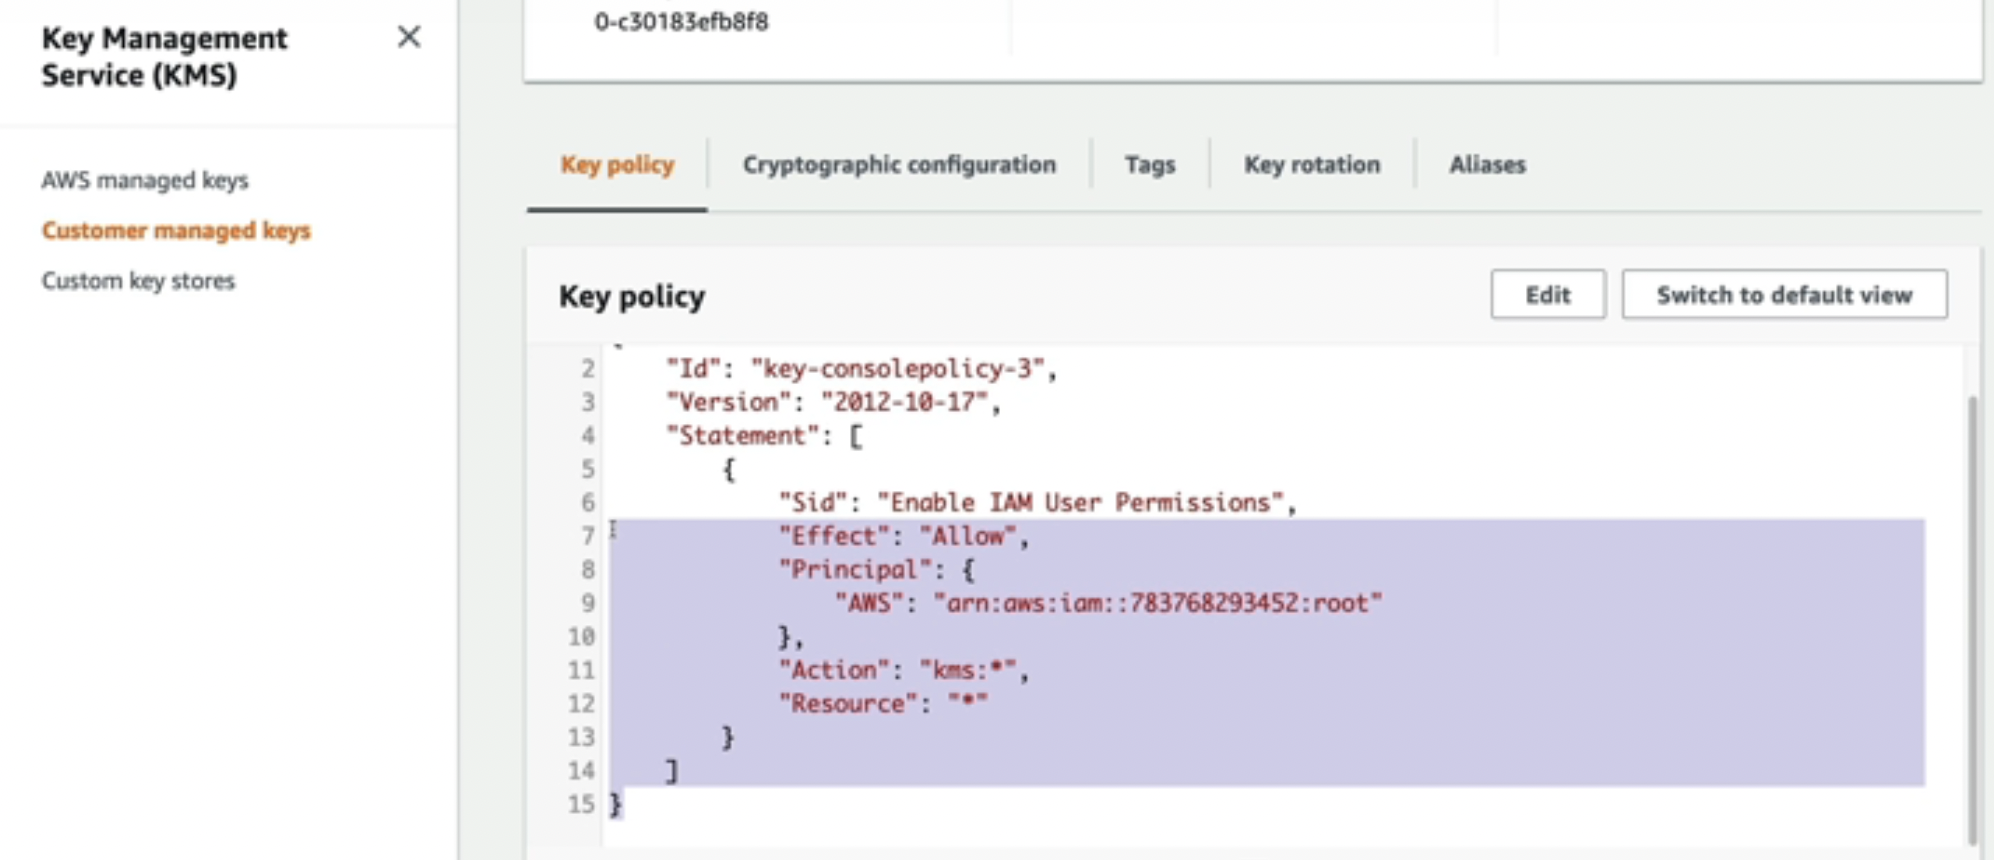 Key Management
Service (KMS)
AWS managed keys
Customer managed keys
Custom key stores
0-c30183efb8f8
Key policy
Cryptographic configuration
Tags
Key rotation
Aliases
Key policy
Edit
Switch to default view
2 "Id": "key-consolepolicy-3",
3 "Version": "2012-10-17",
4 "Statement": [
5 {
6 "Sid": "Enable IAM User Permissions",
7 "Effect": "Allow",
8 "Principal": {
9 "AWS": "arn:aws:iam::783768293452:root"
10 },
11 "Action": "kms:*",
12 "Resource": "*"
13 }
14 ]
15 }